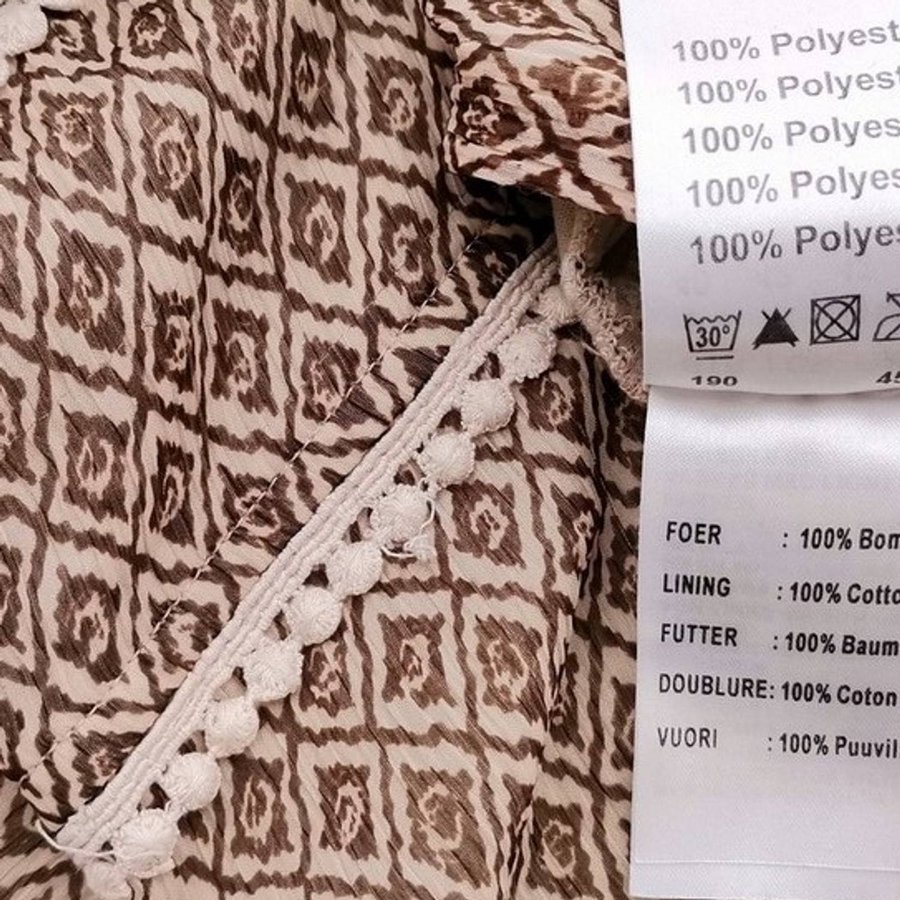 100% Polyest
100% Polyest
100% Polyes
100% Polyes
100% Polyes
30°
190 45
FOER : 100% Bom
LINING : 100% Cotto
FUTTER : 100% Baum
DOUBLURE: 100% Coton
VUORI : 100% Puuvil